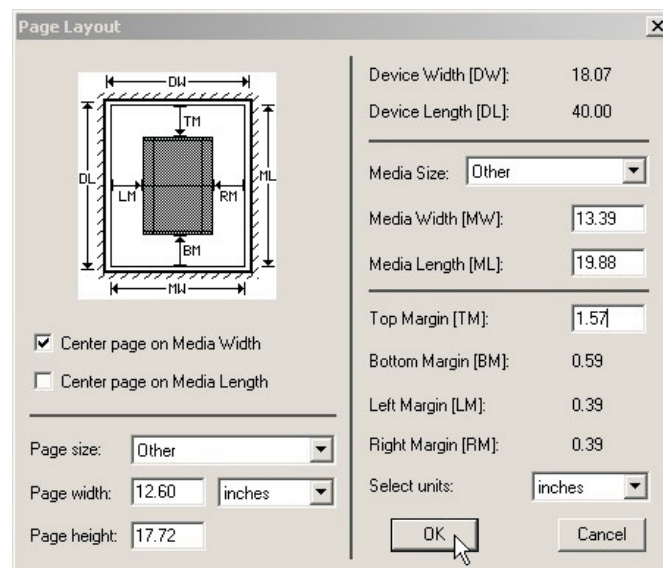 Page Layout
DW
TM
DL
ML
LM
RM
BM
MW
Center page on Media Width
Center page on Media Length
Page size: Other
Page width: 12.60 inches
Page height: 17.72
Device Width [DW]: 18.07
Device Length [DL]: 40.00
Media Size: Other
Media Width [MW]: 13.39
Media Length [ML]: 19.88
Top Margin [TM]: 1.57
Bottom Margin [BM]: 0.59
Left Margin [LM]: 0.39
Right Margin [RM]: 0.39
Select units: inches
OK Cancel